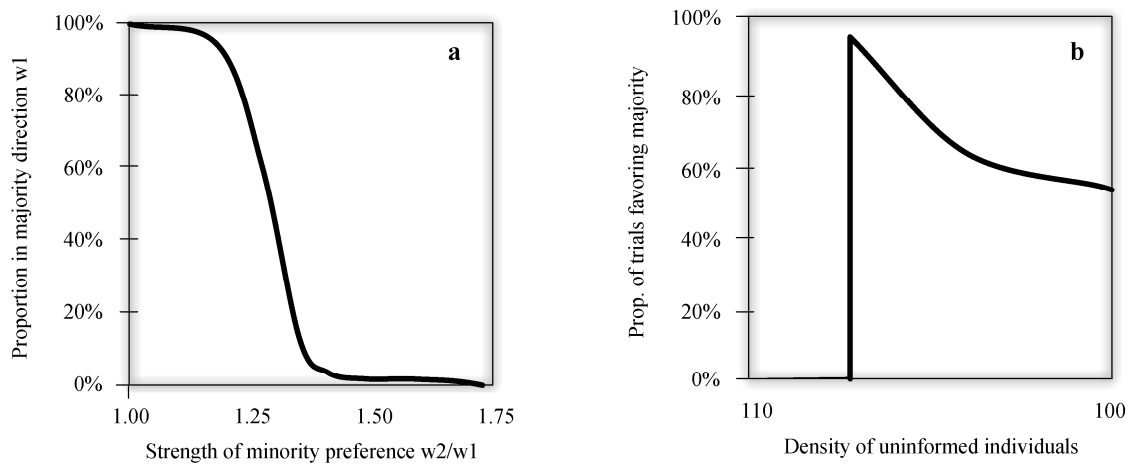 a
Proportion in majority direction w1
100%
80%
60%
40%
20%
0%
1.00 1.25 1.50 1.75
Strength of minority preference w2/w1
b
Prop. of trials favoring majority
100%
80%
60%
40%
20%
0%
110 100
Density of uninformed individuals